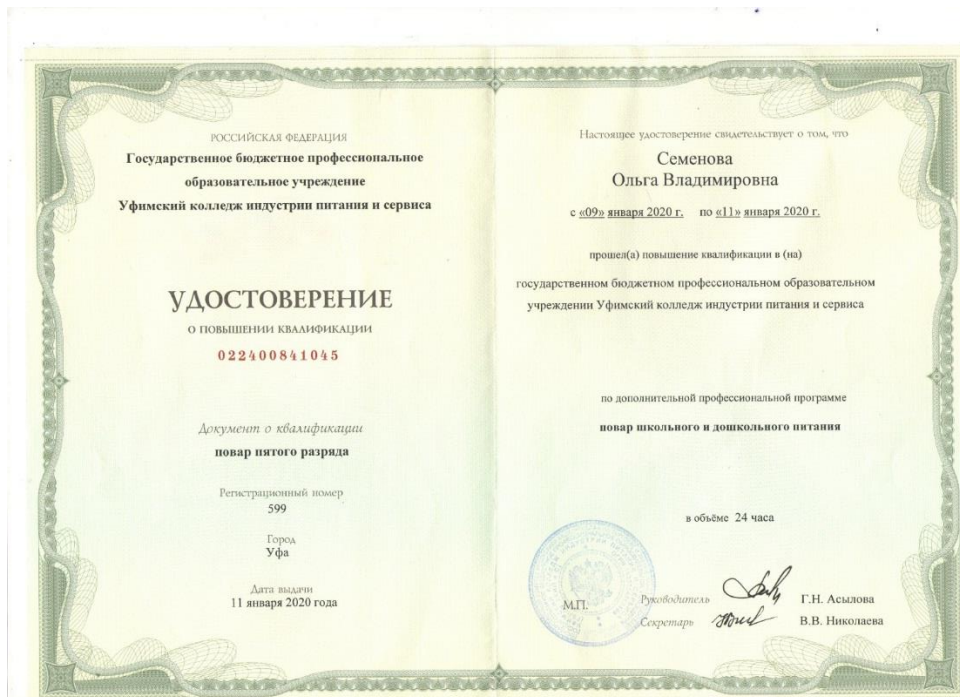 РОССИЙСКАЯ ФЕДЕРАЦИЯ
Государственное бюджетное профессиональное
образовательное учреждение
Уфимский колледж индустрии питания и сервиса
УДОСТОВЕРЕНИЕ
О ПОВЫШЕНИИ КВАЛИФИКАЦИИ
022400841045
Документ о квалификации
повар пятого разряда
Регистрационный номер
599
Город
Уфа
Дата выдачи
11 января 2020 года
Настоящее удостоверение свидетельствует о том, что
Семенова
Ольга Владимировна
с «09» января 2020 г. по «11» января 2020 г.
прошел(а) повышение квалификации в (на)
государственном бюджетном профессиональном образовательном
учреждении Уфимский колледж индустрии питания и сервиса
по дополнительной профессиональной программе
повар школьного и дошкольного питания
в объёме 24 часа
М.П.
Руководитель Г.Н. Асылова
Секретарь В.В. Николаева